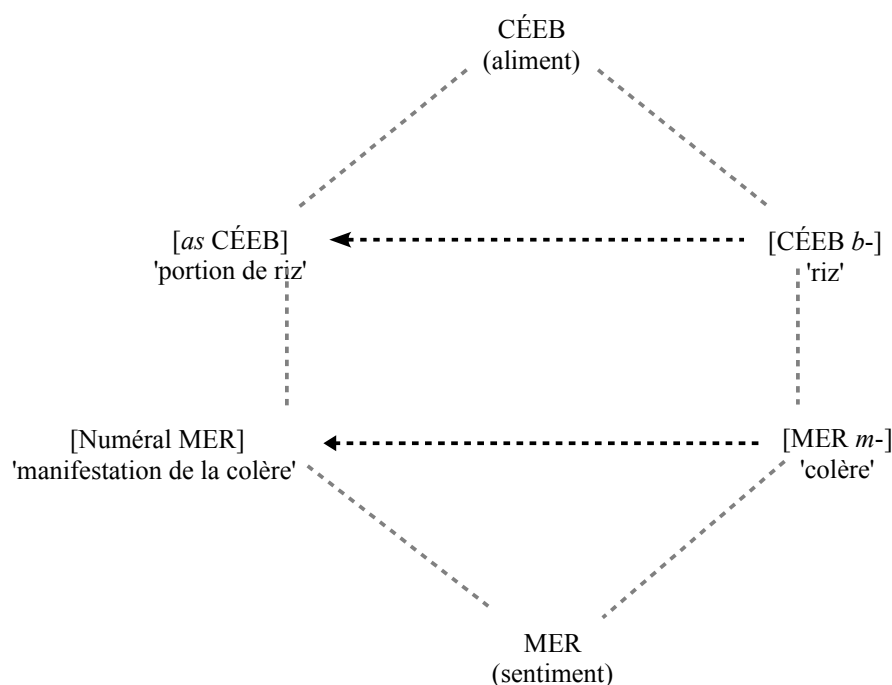 CÉEB
(aliment)
[as CÉEB]
'portion de riz'
[CÉEB b-]
'riz'
[Numéral MER]
'manifestation de la colère'
[MER m-]
'colère'
MER
(sentiment)